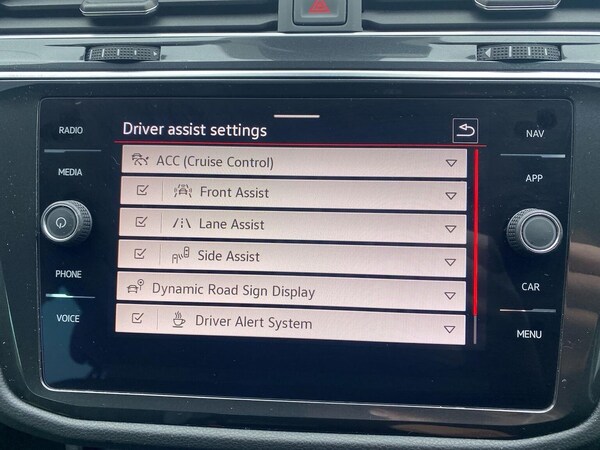 RADIO
MEDIA
PHONE
VOICE
Driver assist settings
ACC (Cruise Control)
Front Assist
Lane Assist
Side Assist
Dynamic Road Sign Display
Driver Alert System
NAV
APP
CAR
MENU